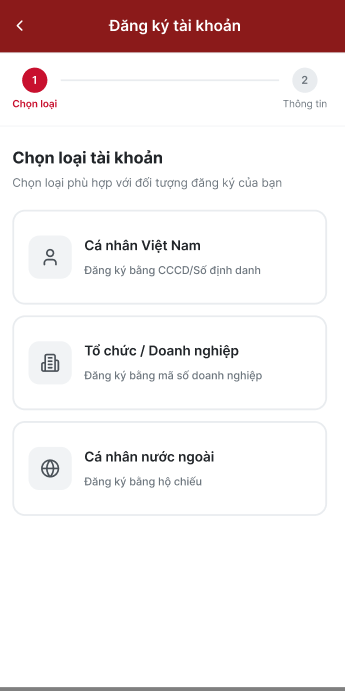 Đăng ký tài khoản
1
2
Chọn loại
Thông tin
Chọn loại tài khoản
Chọn loại phù hợp với đối tượng đăng ký của bạn
Cá nhân Việt Nam
Đăng ký bằng CCCD/Số định danh
Tổ chức / Doanh nghiệp
Đăng ký bằng mã số doanh nghiệp
Cá nhân nước ngoài
Đăng ký bằng hộ chiếu